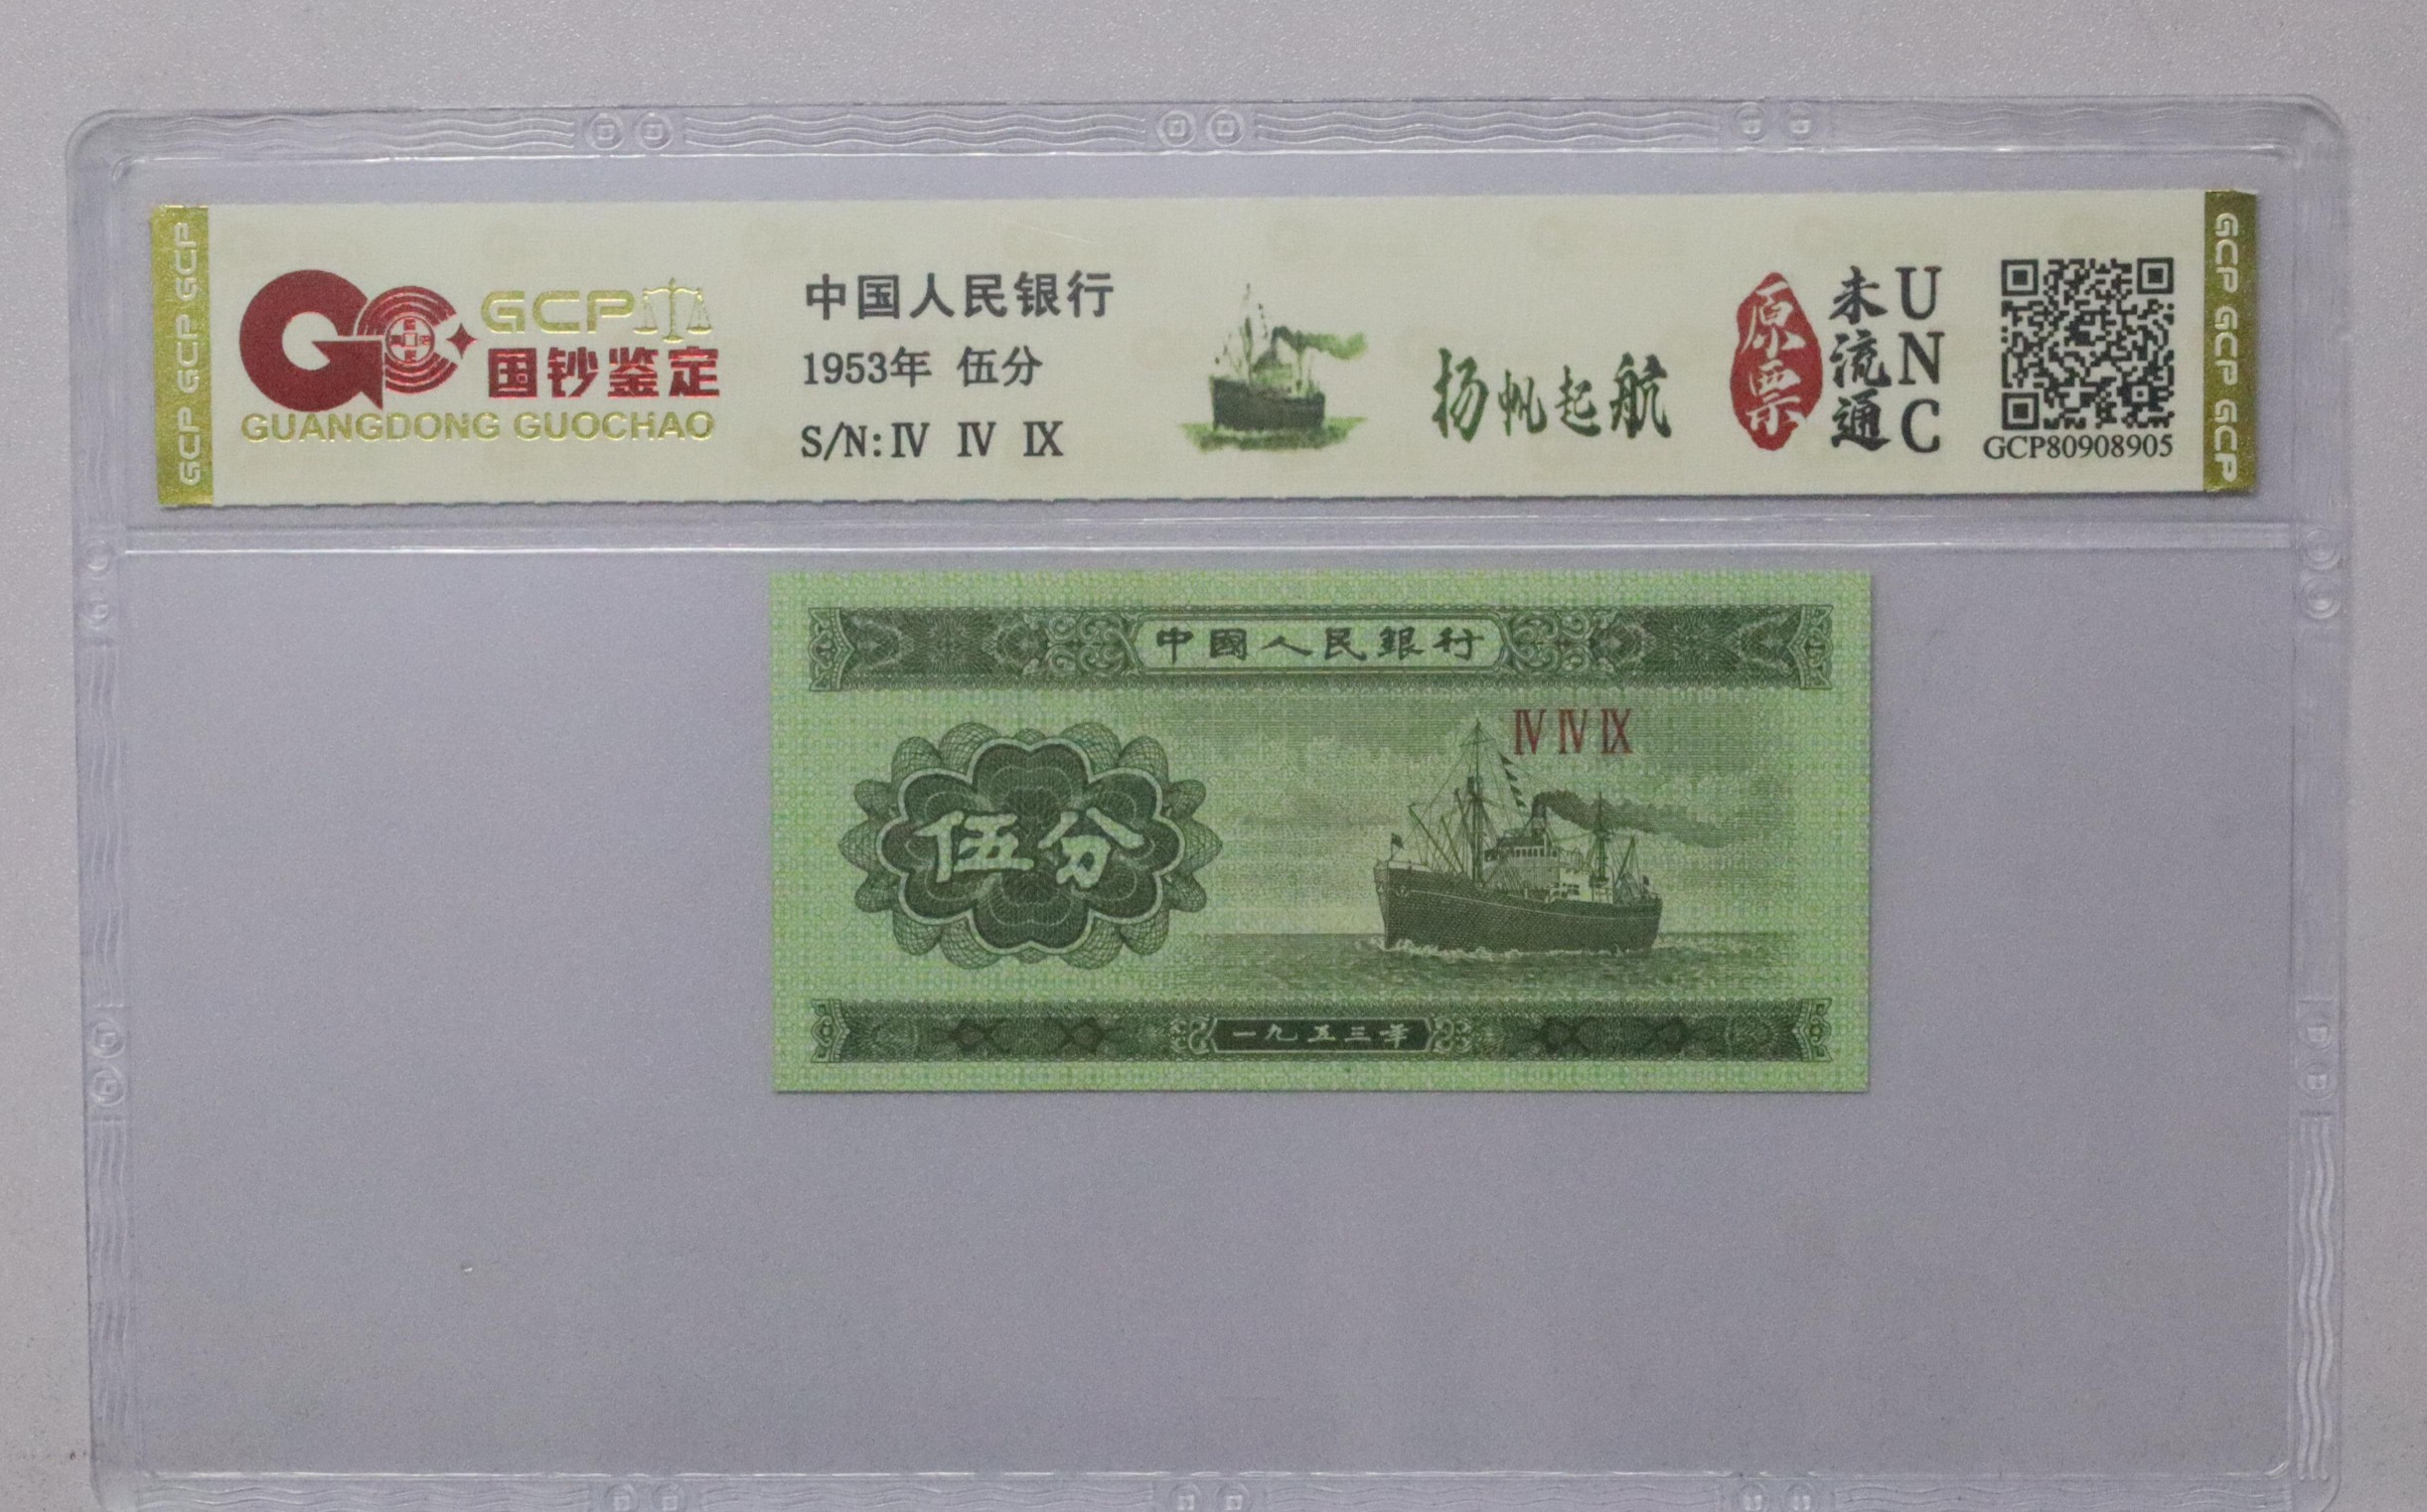 GCP GCP GCP
GCP
国钞鉴定
GUANGDONG GUOCHAO
中国人民银行
1953年 伍分
S/N: IV IV IX
扬帆起航
原票
未流通
UNC
GCP80908905
GCP GCP GCP
中國人民銀行
IV IV IX
伍分
一九五三年